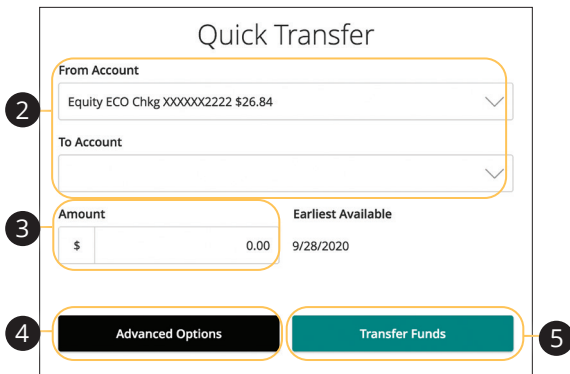 Quick Transfer
From Account
2
Equity ECO Chkg XXXXXX2222 $26.84
To Account
3
Amount
Earliest Available
$ 0.00
9/28/2020
4
Advanced Options
Transfer Funds
5